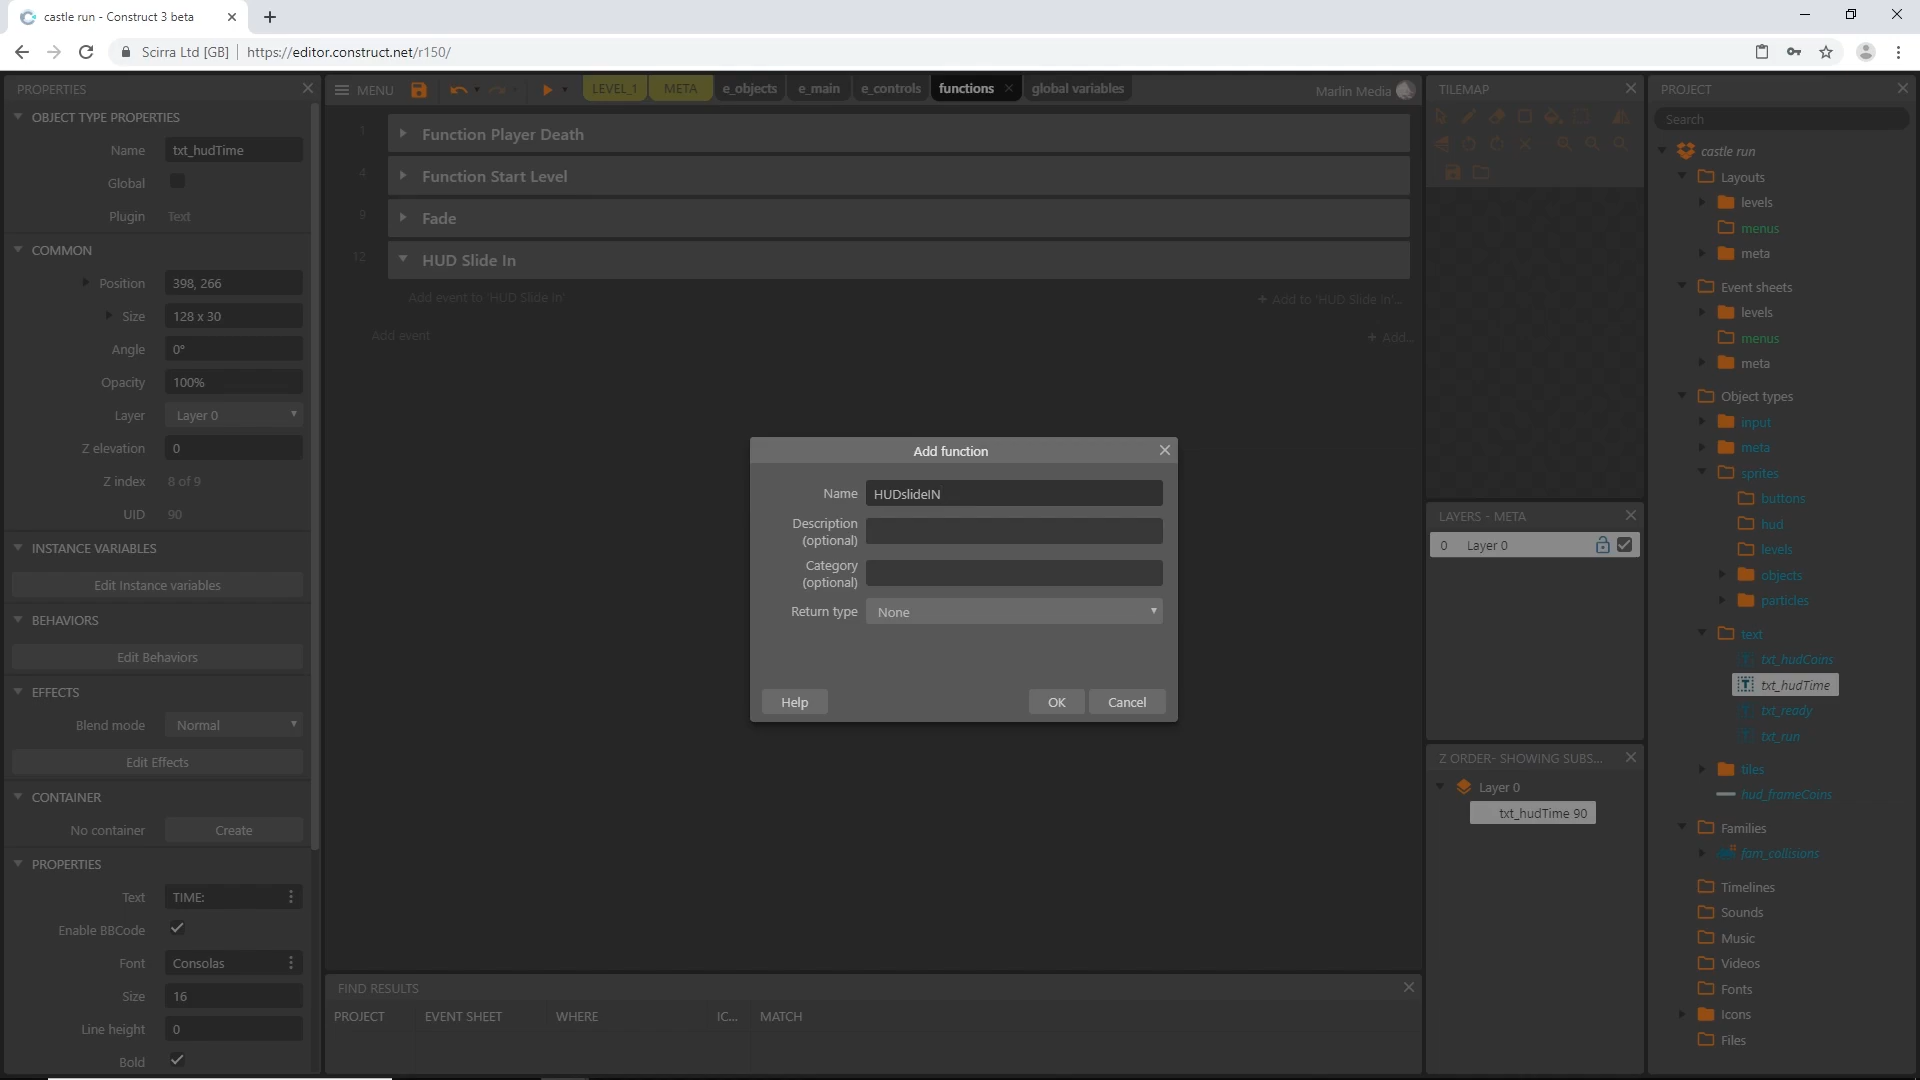 castle run - Construct 3 beta
Scirra Ltd [GB] https://editor.construct.net/r150/
PROPERTIES
OBJECT TYPE PROPERTIES
Name txt_hudTime
Global
Plugin Text
COMMON
Position 398, 266
Size 128 x 30
Angle 0°
Opacity 100%
Layer Layer 0
Z elevation 0
Z index 8 of 9
UID 90
INSTANCE VARIABLES
Edit Instance variables
BEHAVIORS
Edit Behaviors
EFFECTS
Blend mode Normal
Edit Effects
CONTAINER
No container Create
PROPERTIES
Text TIME:
Enable BBCode
Font Consolas
Size 16
Line height 0
Bold
MENU
LEVEL_1 META e_objects e_main e_controls functions global variables
Marlin Media
1 Function Player Death
4 Function Start Level
9 Fade
12 HUD Slide In
Add event to 'HUD Slide In' + Add to 'HUD Slide In'...
Add event + Add...
Add function
Name HUDslideIN
Description (optional)
Category (optional)
Return type None
Help OK Cancel
FIND RESULTS
PROJECT EVENT SHEET WHERE IC... MATCH
TILEMAP
LAYERS - META
0 Layer 0
Z ORDER- SHOWING SUBS...
Layer 0
txt_hudTime 90
PROJECT
Search
castle run
Layouts
levels
menus
meta
Event sheets
levels
menus
meta
Object types
input
meta
sprites
buttons
hud
levels
objects
particles
text
txt_hudCoins
txt_hudTime
txt_ready
txt_run
tiles
hud_frameCoins
Families
fam_collisions
Timelines
Sounds
Music
Videos
Fonts
Icons
Files